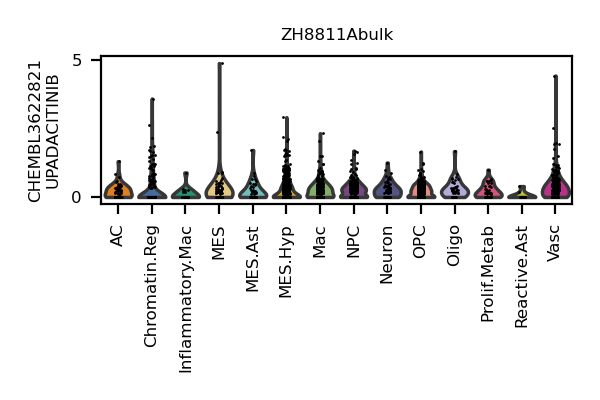 ZH8811Abulk
CHEMBL3622821
UPADACITINIB
5
0
AC
Chromatin.Reg
Inflammatory.Mac
MES
MES.Ast
MES.Hyp
Mac
NPC
Neuron
OPC
Oligo
Prolif.Metab
Reactive.Ast
Vasc